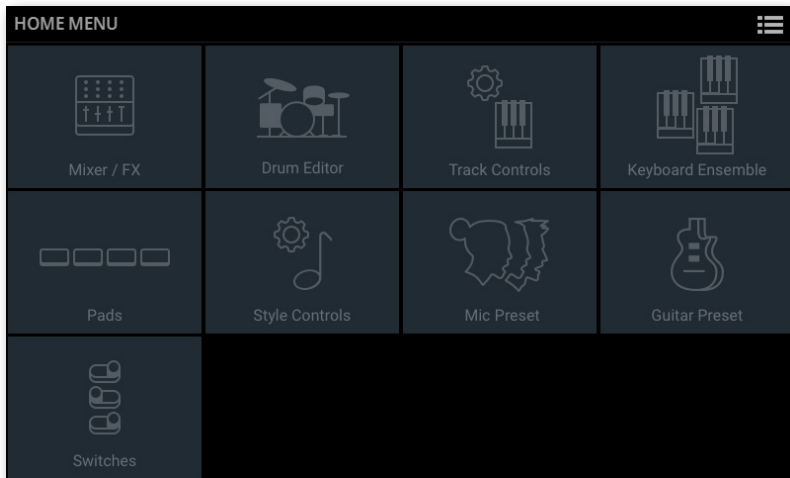 HOME MENU
Mixer / FX
Drum Editor
Track Controls
Keyboard Ensemble
Pads
Style Controls
Mic Preset
Guitar Preset
Switches